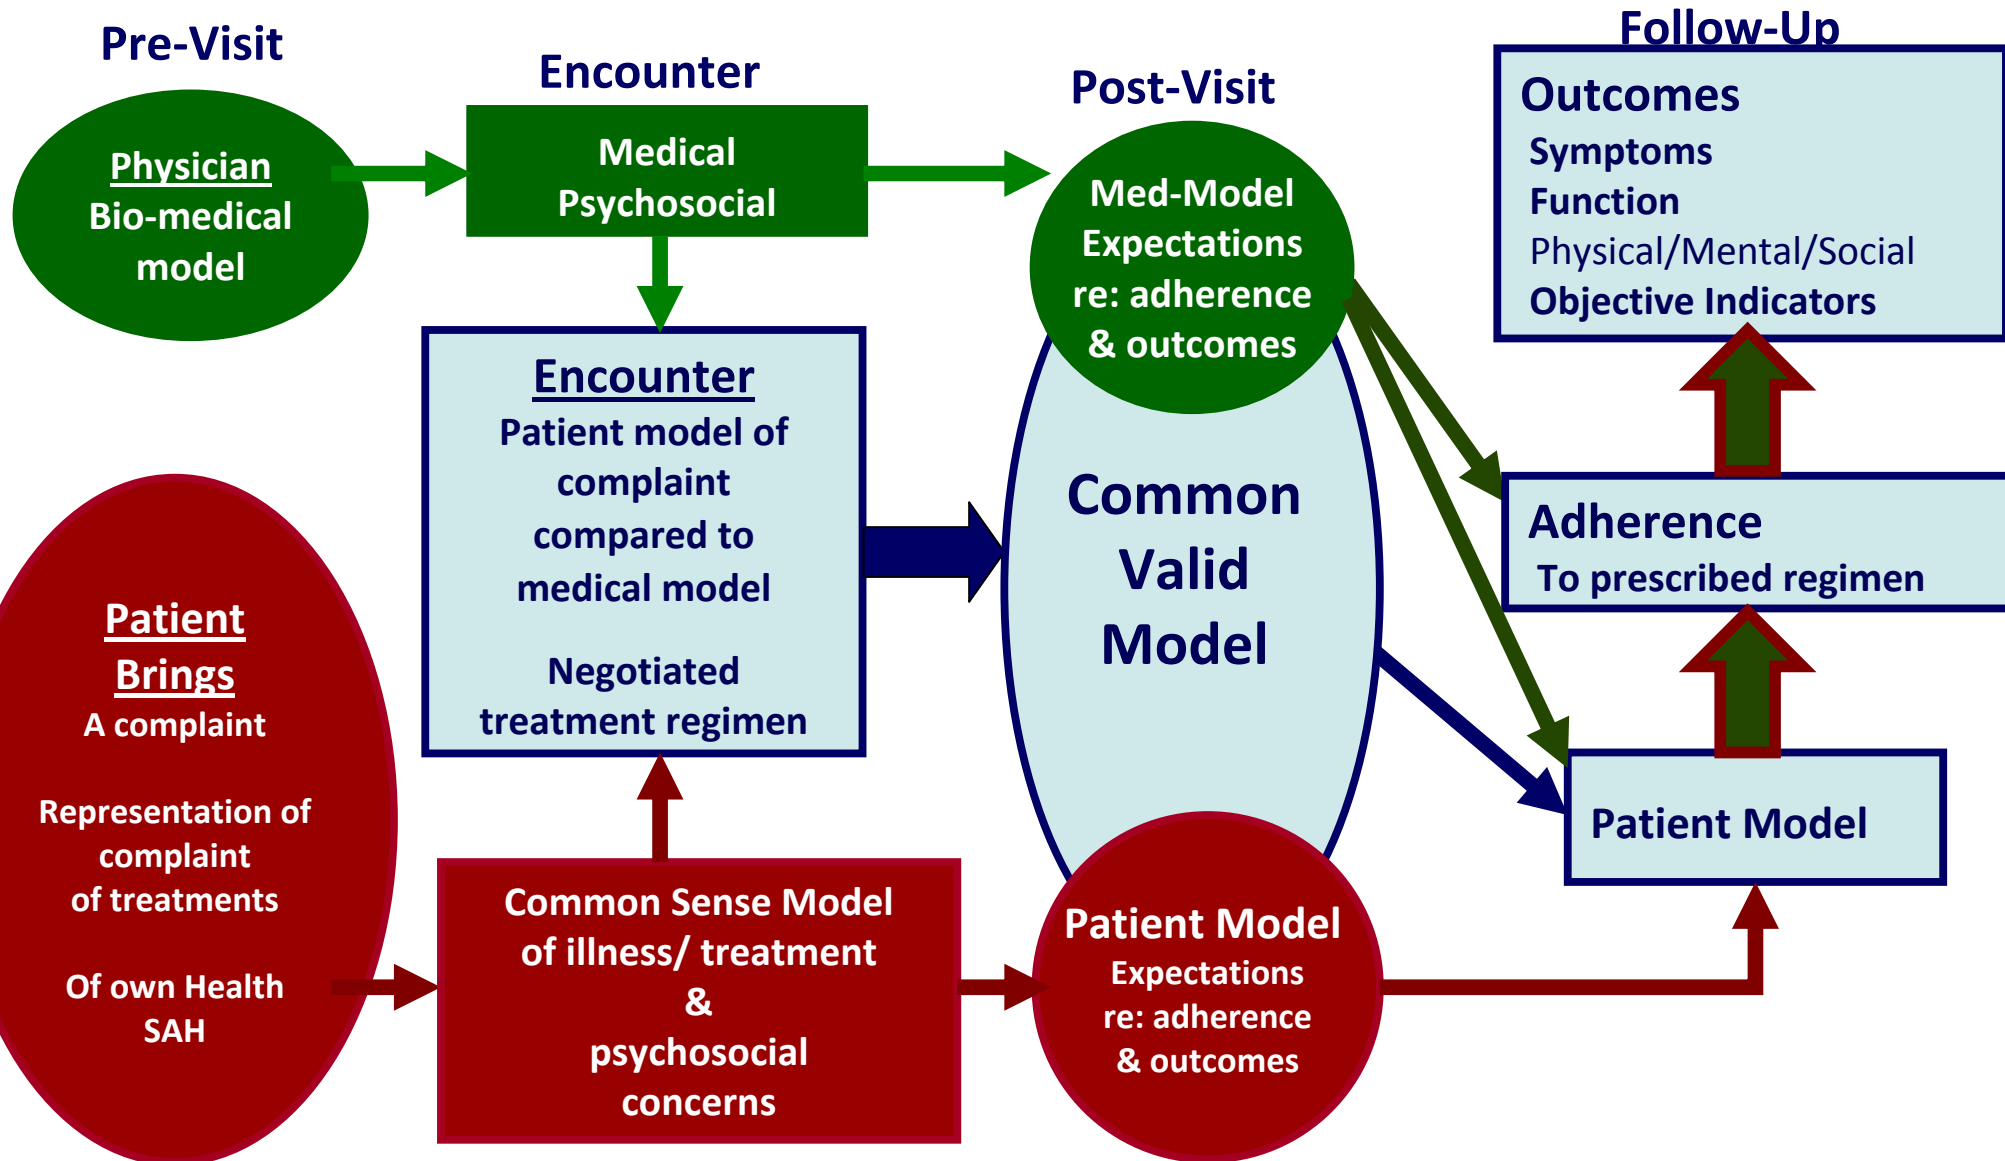 Pre-Visit
Physician
Bio-medical
model
Patient
Brings
A complaint
Representation of
complaint
of treatments
Of own Health
SAH
Encounter
Medical
Psychosocial
Encounter
Patient model of
complaint
compared to
medical model
Negotiated
treatment regimen
Common Sense Model
of illness/ treatment
&
psychosocial
concerns
Post-Visit
Med-Model
Expectations
re: adherence
& outcomes
Common
Valid
Model
Patient Model
Expectations
re: adherence
& outcomes
Follow-Up
Outcomes
Symptoms
Function
Physical/Mental/Social
Objective Indicators
Adherence
To prescribed regimen
Patient Model